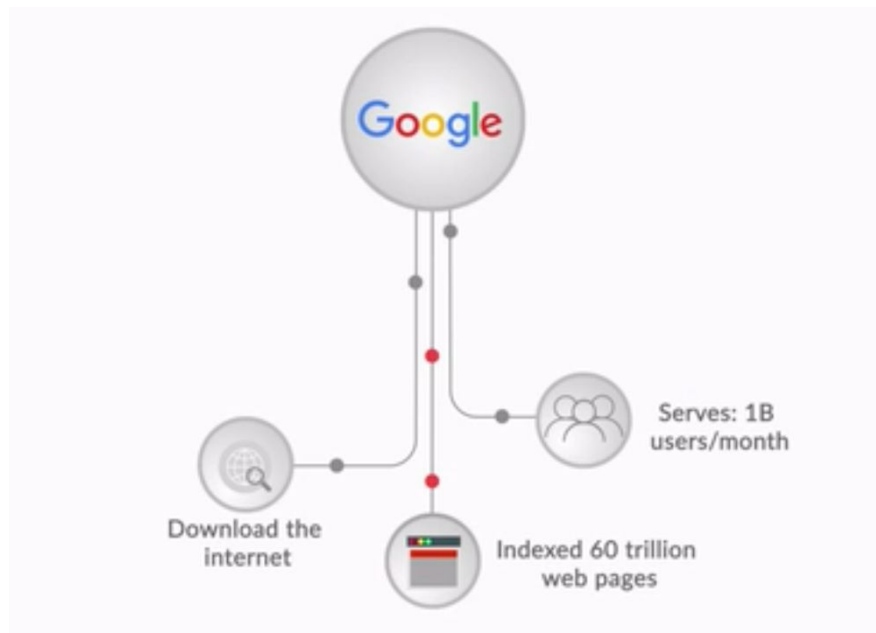 Google
Serves: 1B
users/month
Download the
internet
Indexed 60 trillion
web pages